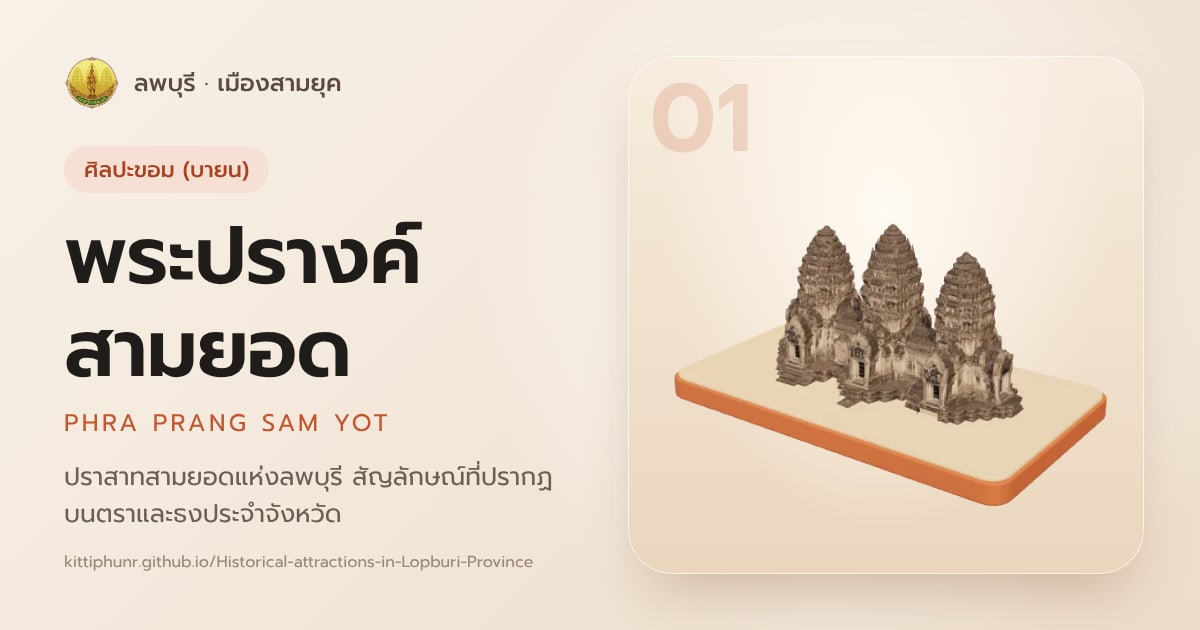 ลพบุรี · เมืองสามยุค
ศิลปะขอม (บายน)
พระปรางค์
สามยอด
PHRA PRANG SAM YOT
ปราสาทสามยอดแห่งลพบุรี สัญลักษณ์ที่ปรากฏ
บนตราและธงประจำจังหวัด
kittiphunr.github.io/Historical-attractions-in-Lopburi-Province
01